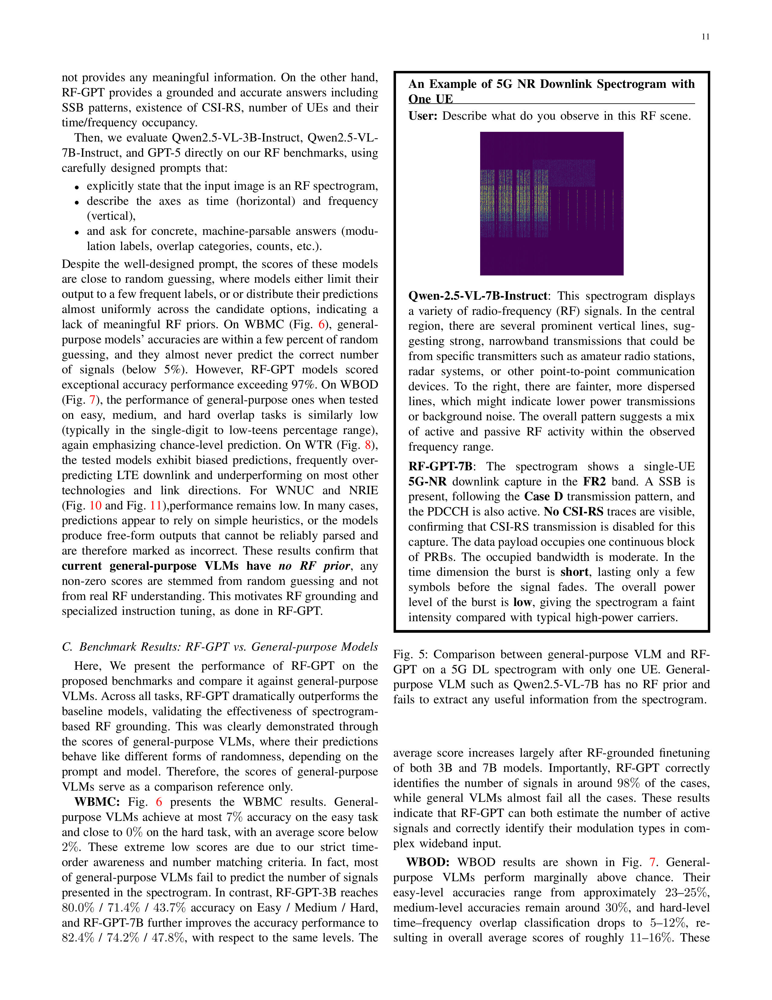 11
not provides any meaningful information. On the other hand,
RF-GPT provides a grounded and accurate answers including
SSB patterns, existence of CSI-RS, number of UEs and their
time/frequency occupancy.
Then, we evaluate Qwen2.5-VL-3B-Instruct, Qwen2.5-VL-
7B-Instruct, and GPT-5 directly on our RF benchmarks, using
carefully designed prompts that:
• explicitly state that the input image is an RF spectrogram,
• describe the axes as time (horizontal) and frequency
(vertical),
• and ask for concrete, machine-parsable answers (modu-
lation labels, overlap categories, counts, etc.).
Despite the well-designed prompt, the scores of these models
are close to random guessing, where models either limit their
output to a few frequent labels, or or distribute their predictions
almost uniformly across the candidate options, indicating a
lack of meaningful RF priors. On WBMC (Fig. 6), general-
purpose models' accuracies are within a few percent of random
guessing, and they almost never predict the correct number
of signals (below 5%). However, RF-GPT models scored
exceptional accuracy performance exceeding 97%. On WBOD
(Fig. 7), the performance of general-purpose ones when tested
on easy, medium, and hard overlap tasks is similarly low
(typically in the single-digit to low-teens percentage range),
again emphasizing chance-level prediction. On WTR (Fig. 8),
the tested models exhibit biased predictions, frequently over-
predicting LTE downlink and underperforming on most other
technologies and link directions. For WNUC and NRIE
(Fig. 10 and Fig. 11),performance remains low. In many cases,
predictions appear to rely on simple heuristics, or the models
produce free-form outputs that cannot be reliably parsed and
are therefore marked as incorrect. These results confirm that
current general-purpose VLMs have no RF prior, any
non-zero scores are stemmed from random guessing and not
from real RF understanding. This motivates RF grounding and
specialized instruction tuning, as done in RF-GPT.
C. Benchmark Results: RF-GPT vs. General-purpose Models
Here, We present the performance of RF-GPT on the
proposed benchmarks and compare it against general-purpose
VLMs. Across all tasks, RF-GPT dramatically outperforms the
baseline models, validating the effectiveness of spectrogram-
based RF grounding. This was clearly demonstrated through
the scores of general-purpose VLMs, where their predictions
behave like different forms of randomness, depending on the
prompt and model. Therefore, the scores of general-purpose
VLMs serve as a comparison reference only.
WBMC: Fig. 6 presents the WBMC results. General-
purpose VLMs achieve at most 7% accuracy on the easy task
and close to 0% on the hard task, with an average score below
2%. These extreme low scores are due to our strict time-
order awareness and number matching criteria. In fact, most
of general-purpose VLMs fail to predict the number of signals
presented in the spectrogram. In contrast, RF-GPT-3B reaches
80.0% / 71.4% / 43.7% accuracy on Easy / Medium / Hard,
and RF-GPT-7B further improves the accuracy performance to
82.4% / 74.2% / 47.8%, with respect to the same levels. The
An Example of 5G NR Downlink Spectrogram with
One UE
User: Describe what do you observe in this RF scene.
Qwen-2.5-VL-7B-Instruct: This spectrogram displays
a variety of radio-frequency (RF) signals. In the central
region, there are several prominent vertical lines, sug-
gesting strong, narrowband transmissions that could be
from specific transmitters such as amateur radio stations,
radar systems, or other point-to-point communication
devices. To the right, there are fainter, more dispersed
lines, which might indicate lower power transmissions
or background noise. The overall pattern suggests a mix
of active and passive RF activity within the observed
frequency range.
RF-GPT-7B: The spectrogram shows a single-UE
5G-NR downlink capture in the FR2 band. A SSB is
present, following the Case D transmission pattern, and
the PDCCH is also active. No CSI-RS traces are visible,
confirming that CSI-RS transmission is disabled for this
capture. The data payload occupies one continuous block
of PRBs. The occupied bandwidth is moderate. In the
time dimension the burst is short, lasting only a few
symbols before the signal fades. The overall power
level of the burst is low, giving the spectrogram a faint
intensity compared with typical high-power carriers.
Fig. 5: Comparison between general-purpose VLM and RF-
GPT on a 5G DL spectrogram with only one UE. General-
purpose VLM such as Qwen2.5-VL-7B has no RF prior and
fails to extract any useful information from the spectrogram.
average score increases largely after RF-grounded finetuning
of both 3B and 7B models. Importantly, RF-GPT correctly
identifies the number of signals in around 98% of the cases,
while general VLMs almost fail all the cases. These results
indicate that RF-GPT can both estimate the number of active
signals and correctly identify their modulation types in com-
plex wideband input.
WBOD: WBOD results are shown in Fig. 7. General-
purpose VLMs perform marginally above chance. Their
easy-level accuracies range from approximately 23–25%,
medium-level accuracies remain around 30%, and hard-level
time–frequency overlap classification drops to 5–12%, re-
sulting in overall average scores of roughly 11–16%. These